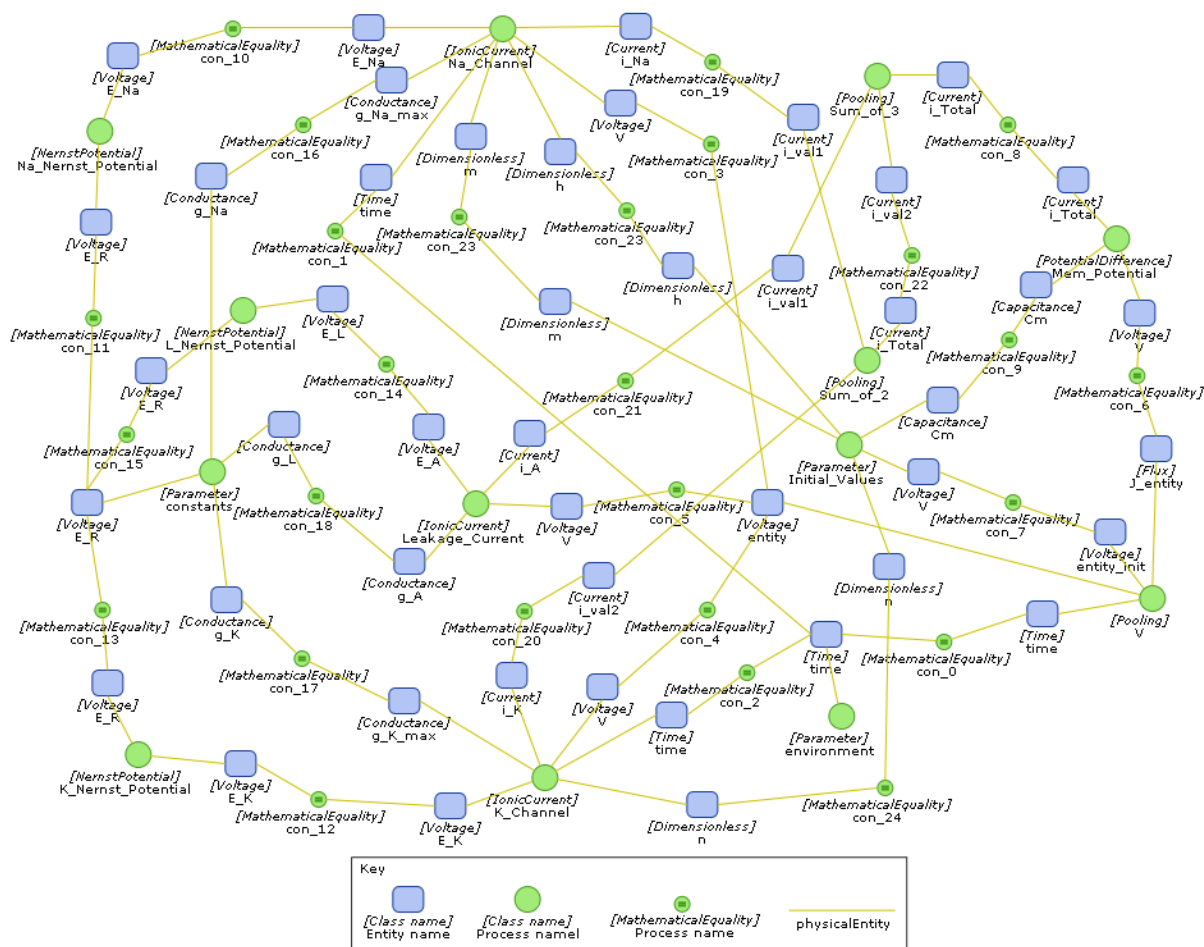 [MathematicalEquality]
con_10
[Voltage]
E_Na
[IonicCurrent]
Na_Channel
[Current]
i_Na
[Voltage]
E_Na
[Conductance]
g_Na_max
[MathematicalEquality]
con_19
[Pooling]
Sum_of_3
[Current]
i_Total
[Voltage]
V
[MathematicalEquality]
con_16
[MathematicalEquality]
con_3
[Current]
i_val1
[MathematicalEquality]
con_8
[NernstPotential]
Na_Nernst_Potential
[Dimensionless]
m
[Dimensionless]
h
[Conductance]
g_Na
[Time]
time
[Current]
i_val2
[Current]
i_Total
[Voltage]
E_R
[MathematicalEquality]
con_1
[MathematicalEquality]
con_23
[MathematicalEquality]
con_23
[PotentialDifference]
Mem_Potential
[MathematicalEquality]
con_22
[Dimensionless]
h
[Current]
i_val1
[Capacitance]
Cm
[MathematicalEquality]
con_11
[NernstPotential]
L_Nernst_Potential
[Voltage]
E_L
[Dimensionless]
m
[Current]
i_Total
[Voltage]
V
[MathematicalEquality]
con_9
[Voltage]
E_R
[MathematicalEquality]
con_14
[MathematicalEquality]
con_21
[Pooling]
Sum_of_2
[MathematicalEquality]
con_6
[Capacitance]
Cm
[MathematicalEquality]
con_15
[Conductance]
g_L
[Voltage]
E_A
[Current]
i_A
[Parameter]
Initial_Values
[Flux]
J_entity
[Voltage]
E_R
[Parameter]
constants
[MathematicalEquality]
con_18
[IonicCurrent]
Leakage_Current
[Voltage]
V
[MathematicalEquality]
con_5
[Voltage]
entity
[Voltage]
V
[MathematicalEquality]
con_7
[Voltage]
entity_init
[Conductance]
g_A
[Dimensionless]
n
[Current]
i_val2
[MathematicalEquality]
con_13
[Conductance]
g_K
[MathematicalEquality]
con_20
[MathematicalEquality]
con_4
[Time]
time
[MathematicalEquality]
con_0
[Time]
time
[Pooling]
V
[MathematicalEquality]
con_17
[Voltage]
E_R
[Current]
i_K
[Voltage]
V
[MathematicalEquality]
con_2
[Conductance]
g_K_max
[Time]
time
[Parameter]
environment
[NernstPotential]
K_Nernst_Potential
[Voltage]
E_K
[MathematicalEquality]
con_12
[Voltage]
E_K
[IonicCurrent]
K_Channel
[Dimensionless]
n
[MathematicalEquality]
con_24
Key
[Class name]
Entity name
[Class name]
Process namel
[MathematicalEquality]
Process name
physicalEntity